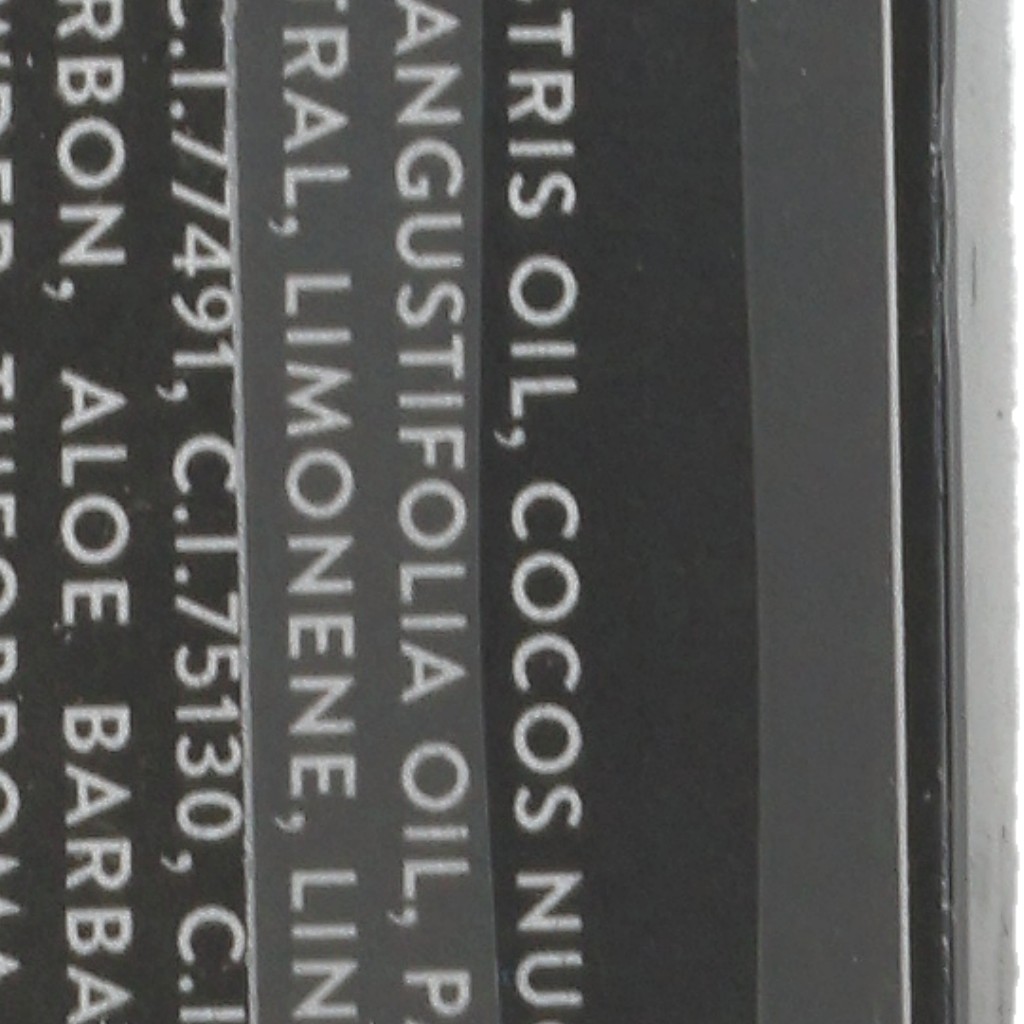 TRIS OIL, COCOS NU
ANGUSTIFOLIA OIL, P
TRAL, LIMONENE, LIN
C.I.77491, C.I.75130, C.I
RBON, ALOE BARBA